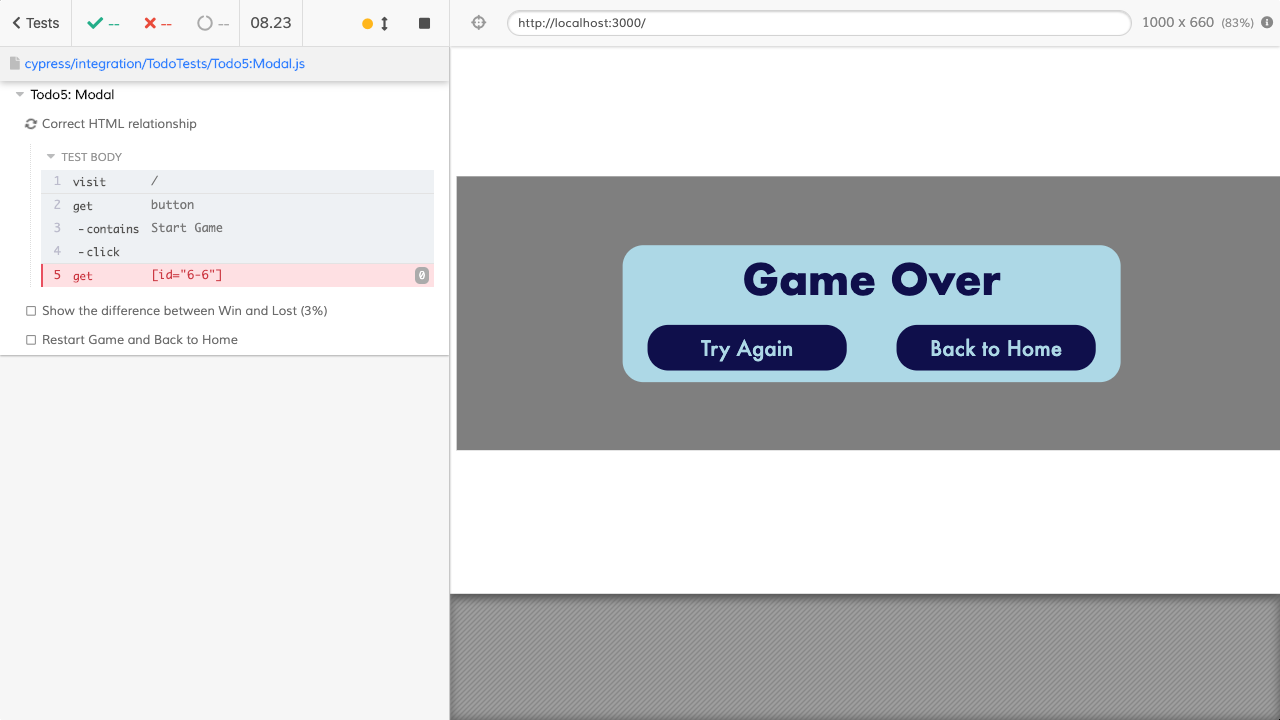 Tests -- -- -- 08.23
http://localhost:3000/ 1000 x 660 (83%)
cypress/integration/TodoTests/Todo5:Modal.js
Todo5: Modal
Correct HTML relationship
TEST BODY
1 visit /
2 get button
3 -contains Start Game
4 -click
5 get [id="6-6"] 0
Show the difference between Win and Lost (3%)
Restart Game and Back to Home
Game Over
Try Again Back to Home